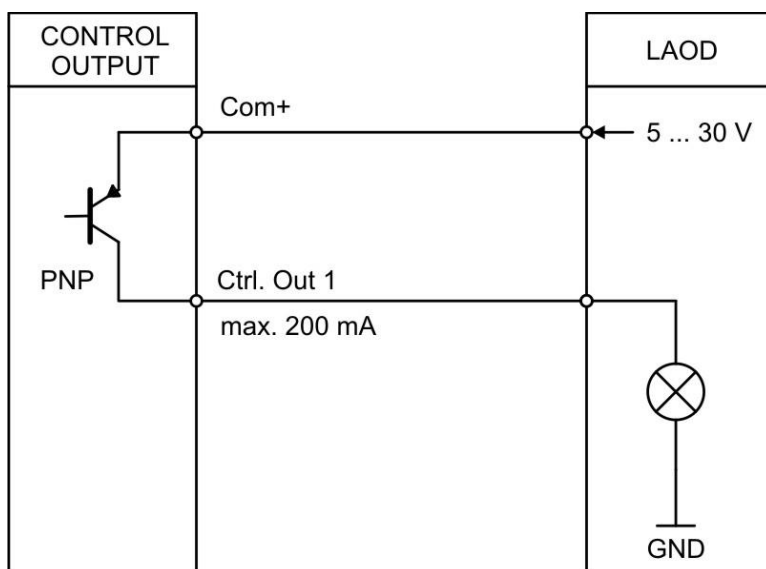 CONTROL
OUTPUT
LAOD
Com+
5 ... 30 V
PNP
Ctrl. Out 1
max. 200 mA
GND